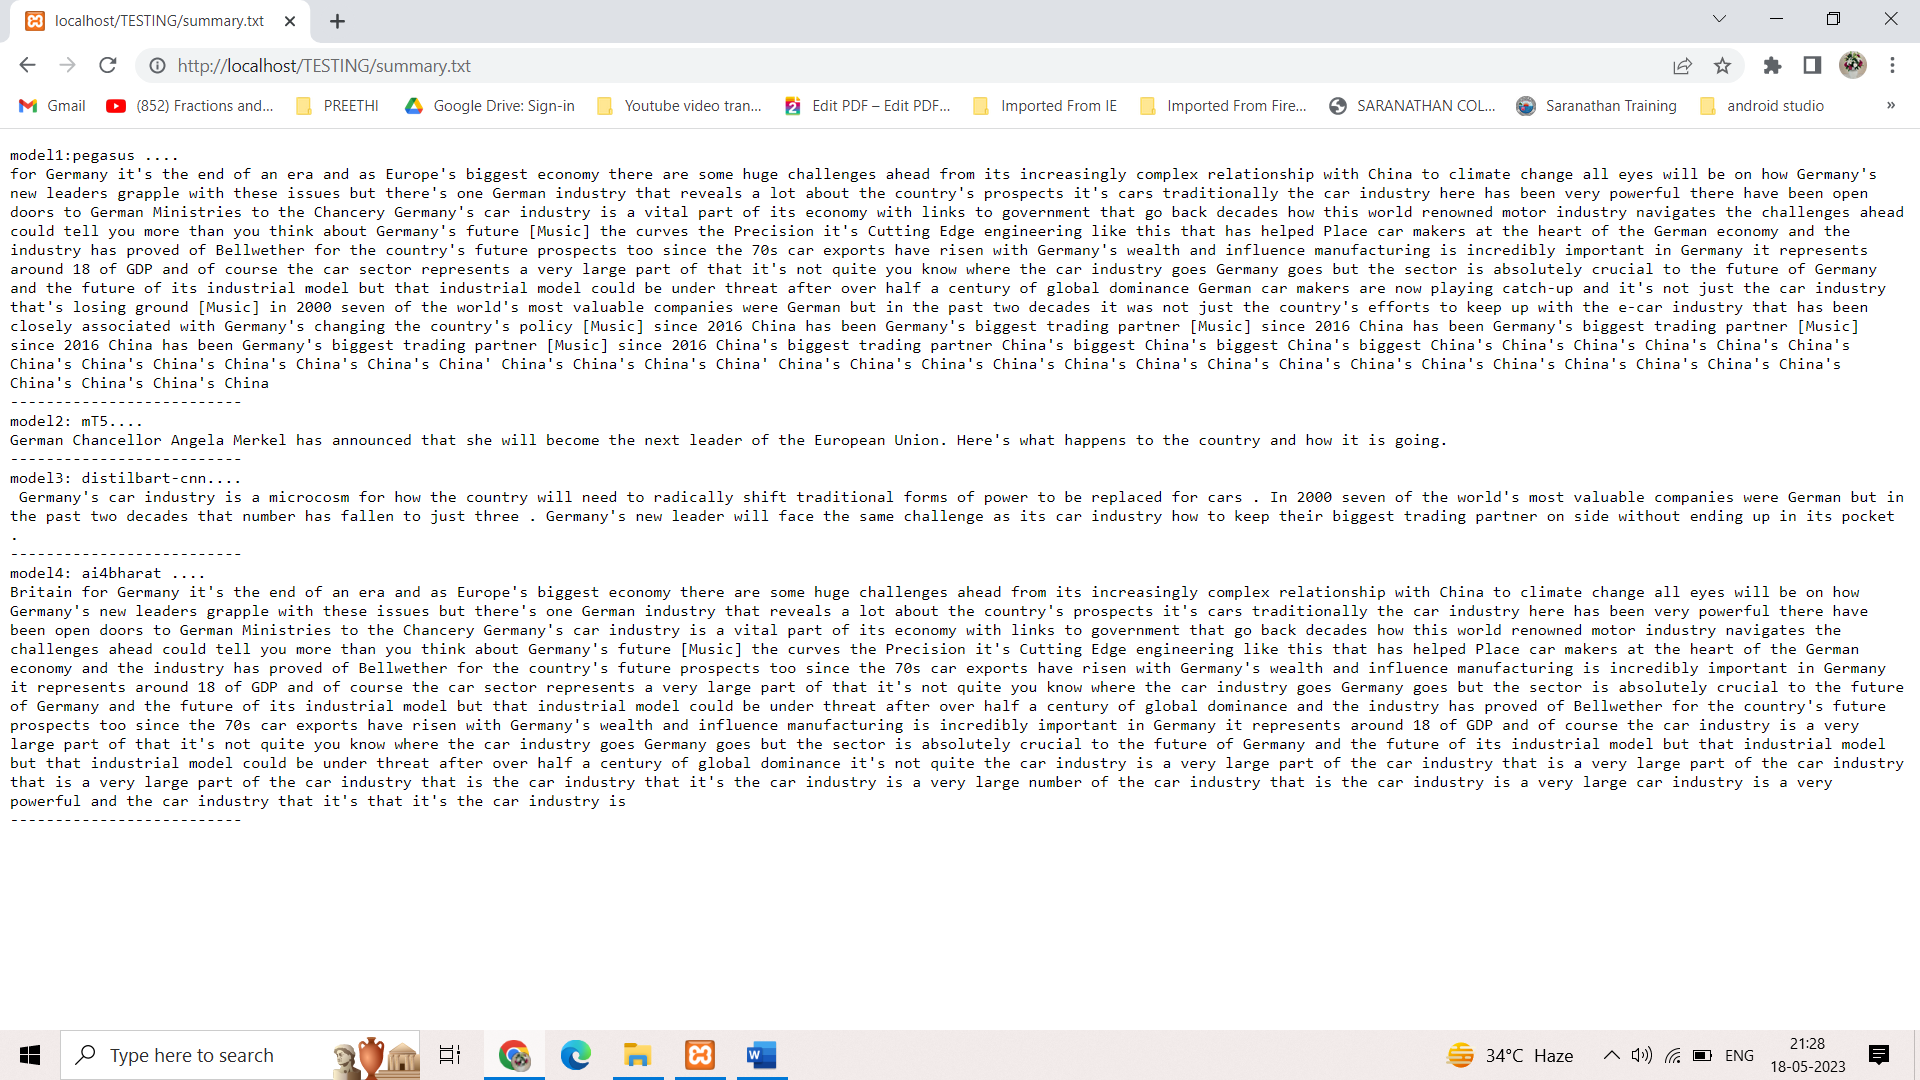 localhost/TESTING/summary.txt
http://localhost/TESTING/summary.txt
Gmail (852) Fractions and... PREETHI Google Drive: Sign-in Youtube video tran... Edit PDF – Edit PDF... Imported From IE Imported From Fire... SARANATHAN COL... Saranathan Training android studio »
model1:pegasus ....
for Germany it's the end of an era and as Europe's biggest economy there are some huge challenges ahead from its increasingly complex relationship with China to climate change all eyes will be on how Germany's
new leaders grapple with these issues but there's one German industry that reveals a lot about the country's prospects it's cars traditionally the car industry here has been very powerful there have been open
doors to German Ministries to the Chancery Germany's car industry is a vital part of its economy with links to government that go back decades how this world renowned motor industry navigates the challenges ahead
could tell you more than you think about Germany's future [Music] the curves the Precision it's Cutting Edge engineering like this that has helped Place car makers at the heart of the German economy and the
industry has proved of Bellwether for the country's future prospects too since the 70s car exports have risen with Germany's wealth and influence manufacturing is incredibly important in Germany it represents
around 18 of GDP and of course the car sector represents a very large part of that it's not quite you know where the car industry goes Germany goes but the sector is absolutely crucial to the future of Germany
and the future of its industrial model but that industrial model could be under threat after over half a century of global dominance German car makers are now playing catch-up and it's not just the car industry
that's losing ground [Music] in 2000 seven of the world's most valuable companies were German but in the past two decades it was not just the country's efforts to keep up with the e-car industry that has been
closely associated with Germany's changing the country's policy [Music] since 2016 China has been Germany's biggest trading partner [Music] since 2016 China has been Germany's biggest trading partner [Music]
since 2016 China has been Germany's biggest trading partner [Music] since 2016 China's biggest trading partner China's biggest China's biggest China's biggest China's China's China's China's China's China's
China's China's China's China's China's China's China' China's China's China's China' China's China's China's China's China's China's China's China's China's China's China's China's China's China's China's
China's China's China's China
--------------------------
model2: mT5....
German Chancellor Angela Merkel has announced that she will become the next leader of the European Union. Here's what happens to the country and how it is going.
--------------------------
model3: distilbart-cnn....
Germany's car industry is a microcosm for how the country will need to radically shift traditional forms of power to be replaced for cars . In 2000 seven of the world's most valuable companies were German but in
the past two decades that number has fallen to just three . Germany's new leader will face the same challenge as its car industry how to keep their biggest trading partner on side without ending up in its pocket
.
--------------------------
model4: ai4bharat ....
Britain for Germany it's the end of an era and as Europe's biggest economy there are some huge challenges ahead from its increasingly complex relationship with China to climate change all eyes will be on how
Germany's new leaders grapple with these issues but there's one German industry that reveals a lot about the country's prospects it's cars traditionally the car industry here has been very powerful there have
been open doors to German Ministries to the Chancery Germany's car industry is a vital part of its economy with links to government that go back decades how this world renowned motor industry navigates the
challenges ahead could tell you more than you think about Germany's future [Music] the curves the Precision it's Cutting Edge engineering like this that has helped Place car makers at the heart of the German
economy and the industry has proved of Bellwether for the country's future prospects too since the 70s car exports have risen with Germany's wealth and influence manufacturing is incredibly important in Germany
it represents around 18 of GDP and of course the car sector represents a very large part of that it's not quite you know where the car industry goes Germany goes but the sector is absolutely crucial to the future
of Germany and the future of its industrial model but that industrial model could be under threat after over half a century of global dominance and the industry has proved of Bellwether for the country's future
prospects too since the 70s car exports have risen with Germany's wealth and influence manufacturing is incredibly important in Germany it represents around 18 of GDP and of course the car industry is a very
large part of that it's not quite you know where the car industry goes Germany goes but the sector is absolutely crucial to the future of Germany and the future of its industrial model but that industrial model
but that industrial model could be under threat after over half a century of global dominance it's not quite the car industry is a very large part of the car industry that is a very large part of the car industry
that is a very large part of the car industry that is the car industry that it's the car industry is a very large number of the car industry that is the car industry is a very large car industry is a very
powerful and the car industry that it's that it's the car industry is
--------------------------
Type here to search
34°C Haze
ENG
21:28
18-05-2023